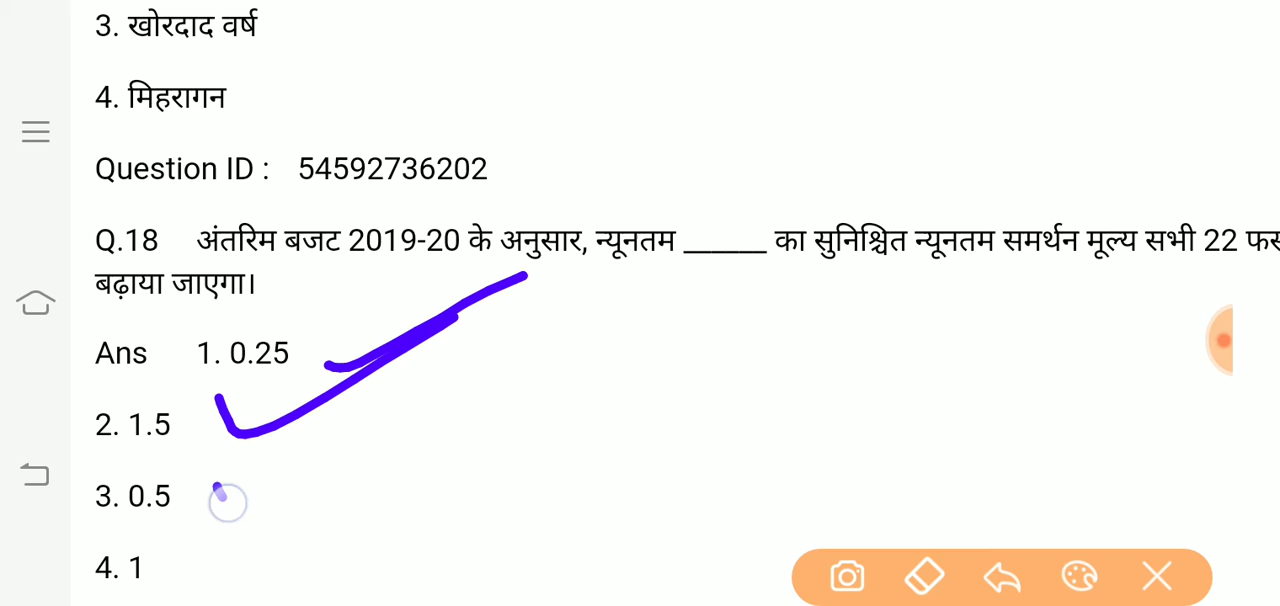 3. खोरदाद वर्ष
4. मिहरागन
Question ID : 54592736202
Q.18 अंतरिम बजट 2019-20 के अनुसार, न्यूनतम ______ का सुनिश्चित न्यूनतम समर्थन मूल्य सभी 22
बढ़ाया जाएगा।
Ans 1. 0.25
2. 1.5
3. 0.5
4. 1